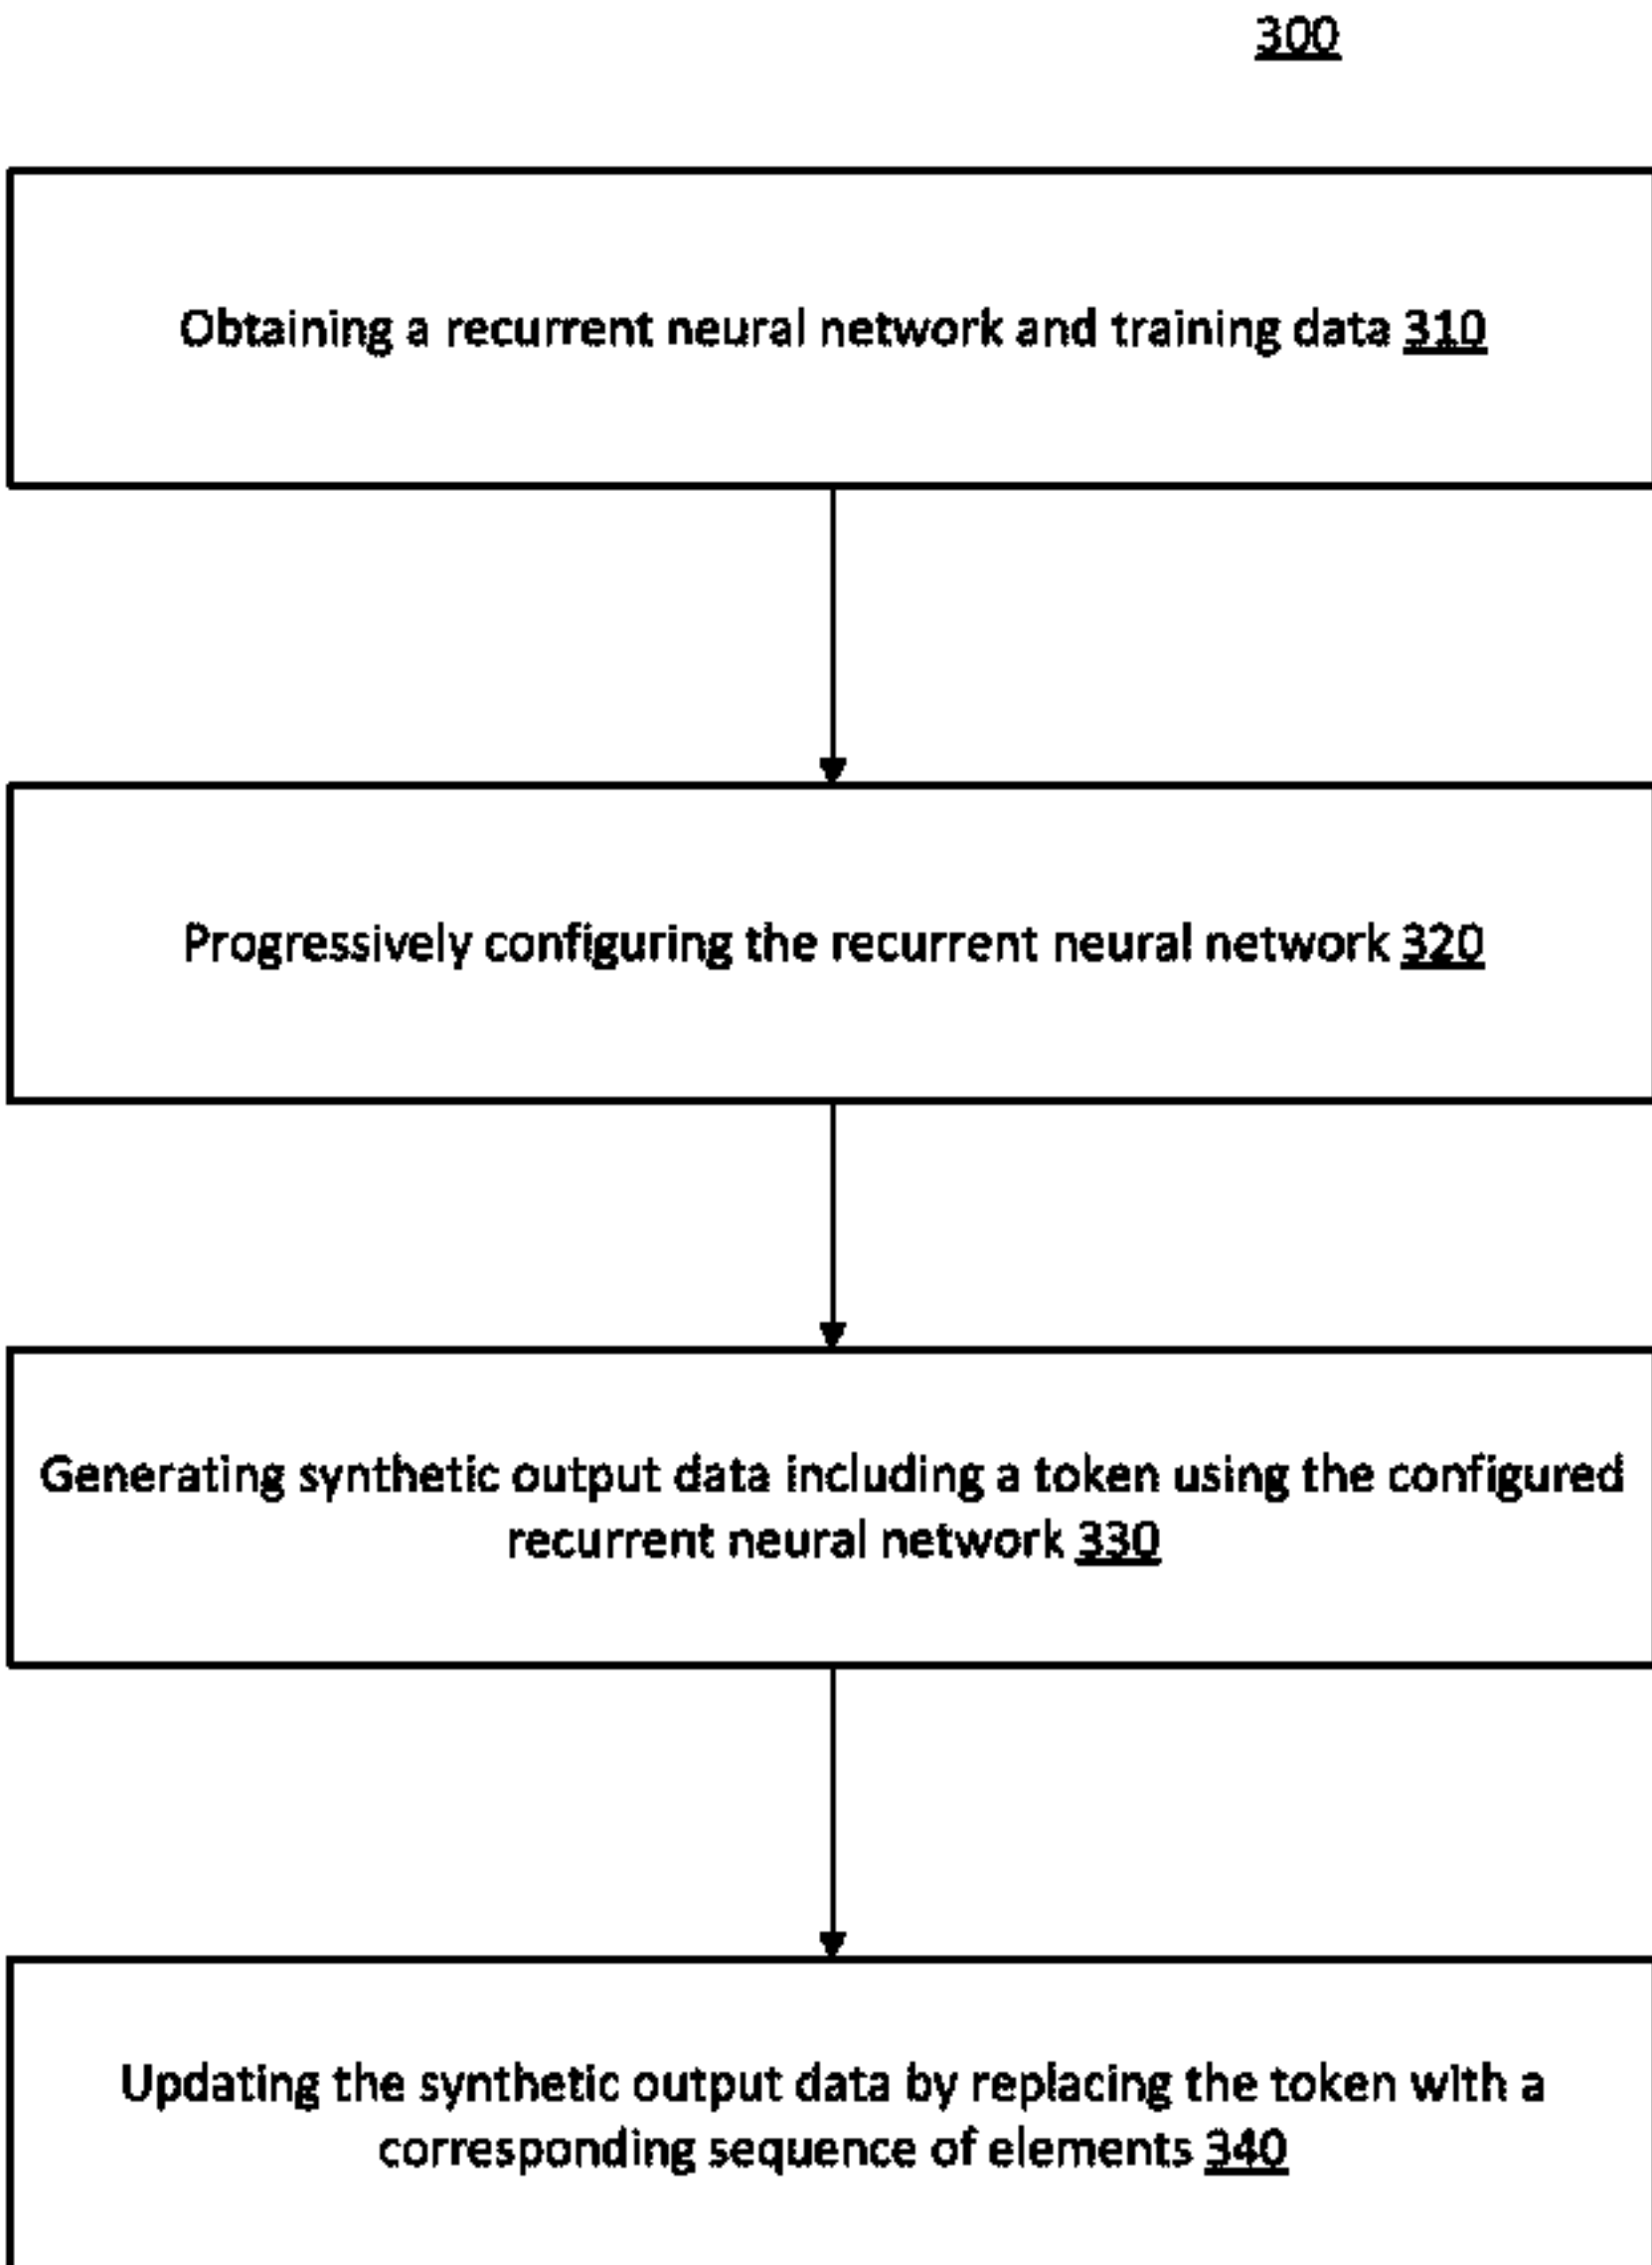 300
Obtaining a recurrent neural network and training data 310
Progressively configuring the recurrent neural network 320
Generating synthetic output data including a token using the configured
recurrent neural network 330
Updating the synthetic output data by replacing the token with a
corresponding sequence of elements 340